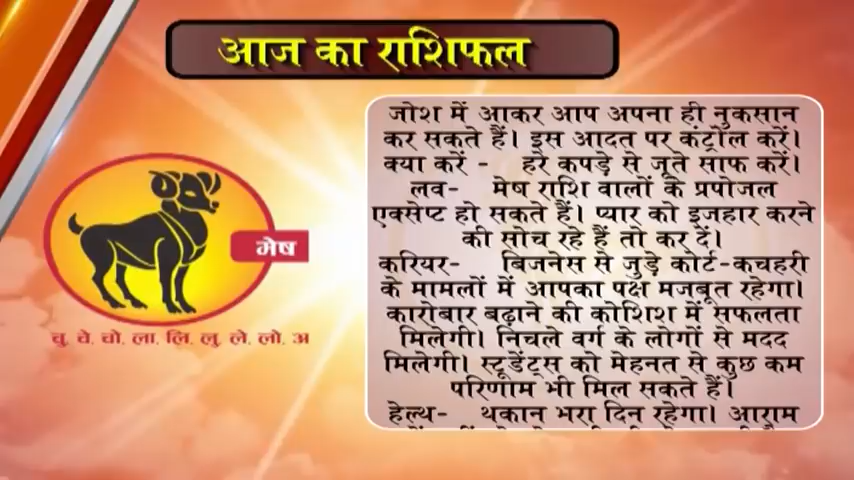 आज का राशिफल
जोश में आकर आप अपना ही नुकसान
कर सकते हैं। इस आदत पर कंट्रोल करें।
क्या करें - हरे कपड़े से जूते साफ करें।
लव- मेष राशि वालों के प्रपोजल
एक्सेप्ट हो सकते हैं। प्यार को इजहार करने
की सोच रहे हैं तो कर दें।
करियर- बिजनेस से जुड़े कोर्ट-कचहरी
के मामलों में आपका पक्ष मजबूत रहेगा।
कारोबार बढ़ाने की कोशिश में सफलता
मिलेगी। निचले वर्ग के लोगों से मदद
मिलेगी। स्टूडेंट्स को मेहनत से कुछ कम
परिणाम भी मिल सकते हैं।
हेल्थ- थकान भरा दिन रहेगा। आराम
मेष
चु, चे, चो, ला, लि, लु, ले, लो, अ